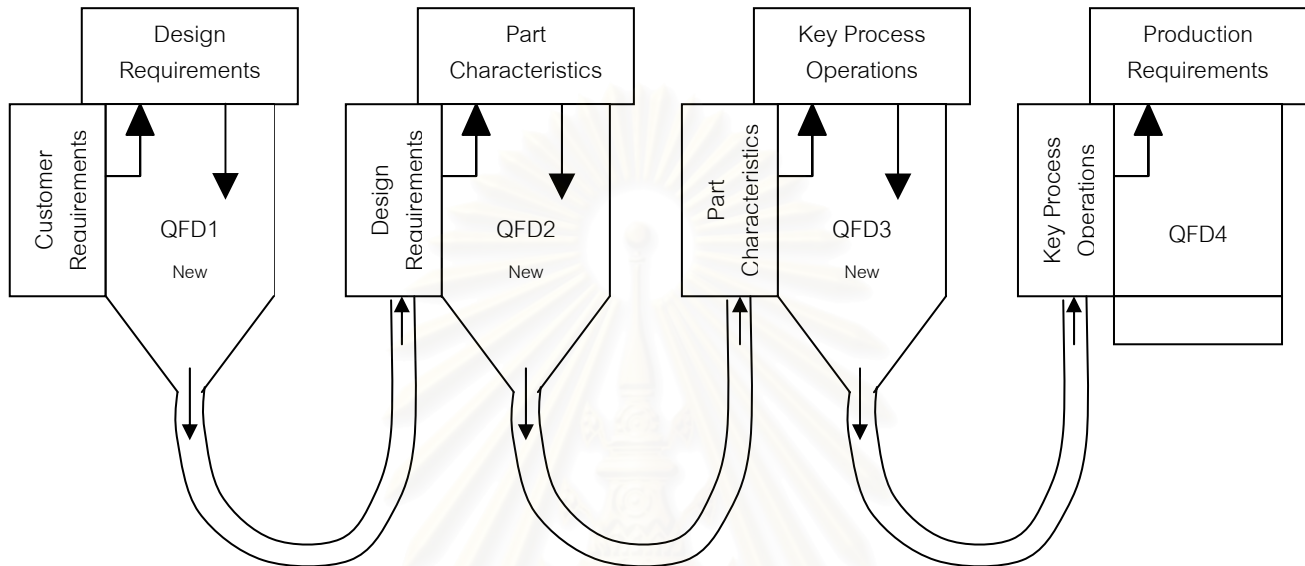 Design
Requirements
Part
Characteristics
Key Process
Operations
Production
Requirements
Customer
Requirements
QFD1
New
Design
Requirements
QFD2
New
Part
Characteristics
QFD3
New
Key Process
Operations
QFD4